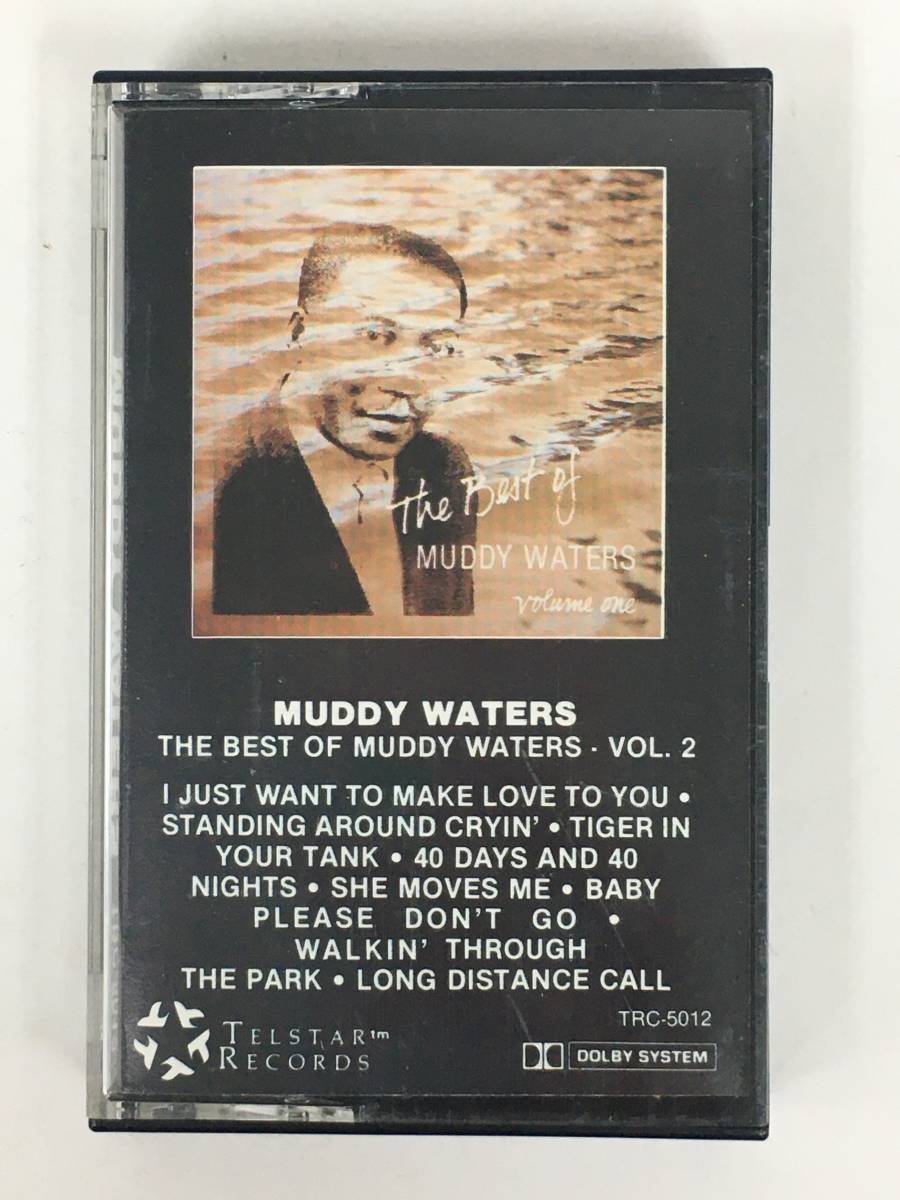 The Best of
MUDDY WATERS
volume one
MUDDY WATERS
THE BEST OF MUDDY WATERS · VOL. 2
I JUST WANT TO MAKE LOVE TO YOU •
STANDING AROUND CRYIN' • TIGER IN
YOUR TANK • 40 DAYS AND 40
NIGHTS • SHE MOVES ME • BABY
PLEASE DON'T GO •
WALKIN' THROUGH
THE PARK • LONG DISTANCE CALL
TRC-5012
TELSTAR™
RECORDS
DOLBY SYSTEM